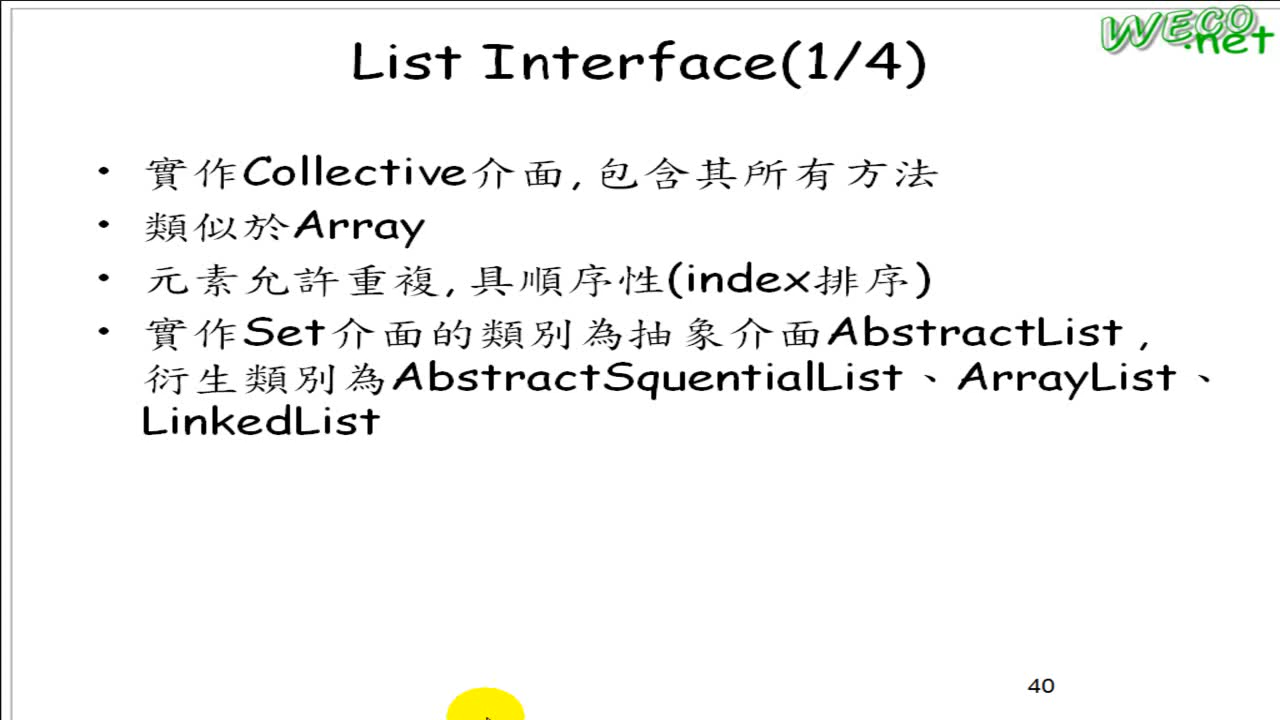 WECO
.net
List Interface(1/4)
• 實作Collective介面,包含其所有方法
• 類似於Array
• 元素允許重複,具順序性(index排序)
• 實作Set介面的類別為抽象介面AbstractList,
衍生類別為AbstractSquentialList、ArrayList、
LinkedList
40